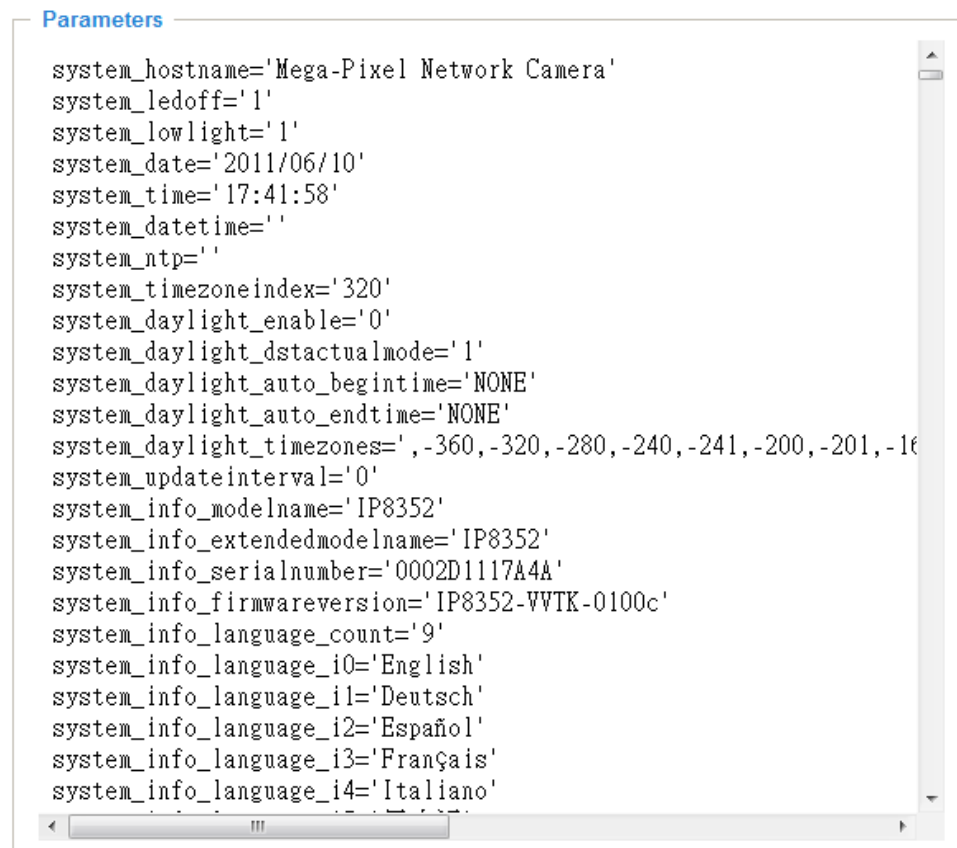 Parameters
system_hostname='Mega-Pixel Network Camera'
system_ledoff='1'
system_lowlight='1'
system_date='2011/06/10'
system_time='17:41:58'
system_datetime=''
system_ntp=''
system_timezoneindex='320'
system_daylight_enable='0'
system_daylight_dstactualmode='1'
system_daylight_auto_begintime='NONE'
system_daylight_auto_endtime='NONE'
system_daylight_timezones=',-360,-320,-280,-240,-241,-200,-201,-16
system_updateinterval='0'
system_info_modelname='IP8352'
system_info_extendedmodelname='IP8352'
system_info_serialnumber='0002D1117A4A'
system_info_firmwareversion='IP8352-VVTK-0100c'
system_info_language_count='9'
system_info_language_i0='English'
system_info_language_i1='Deutsch'
system_info_language_i2='Español'
system_info_language_i3='Français'
system_info_language_i4='Italiano'